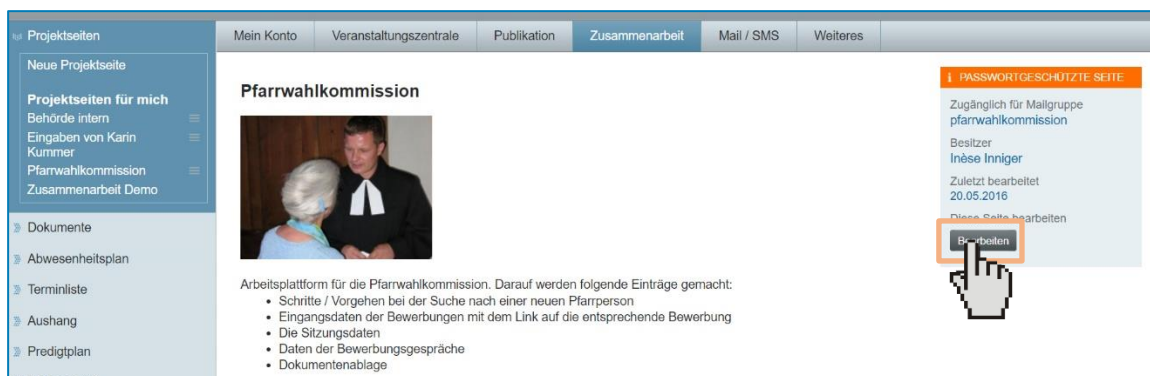 Projektseiten
Neue Projektseite
Projektseiten für mich
Behörde intern
Eingaben von Karin
Kummer
Pfarrwahlkommission
Zusammenarbeit Demo
Dokumente
Abwesenheitsplan
Terminliste
Aushang
Predigtplan
Mein Konto Veranstaltungszentrale Publikation Zusammenarbeit Mail / SMS Weiteres
Pfarrwahlkommission
Arbeitsplattform für die Pfarrwahlkommission. Darauf werden folgende Einträge gemacht:
• Schritte / Vorgehen bei der Suche nach einer neuen Pfarrperson
• Eingangsdaten der Bewerbungen mit dem Link auf die entsprechende Bewerbung
• Die Sitzungsdaten
• Daten der Bewerbungsgespräche
• Dokumentenablage
i PASSWORTGESCHÜTZTE SEITE
Zugänglich für Mailgruppe
pfarrwahlkommission
Besitzer
Inèse Inniger
Zuletzt bearbeitet
20.05.2016
Diese Seite bearbeiten
Bearbeiten